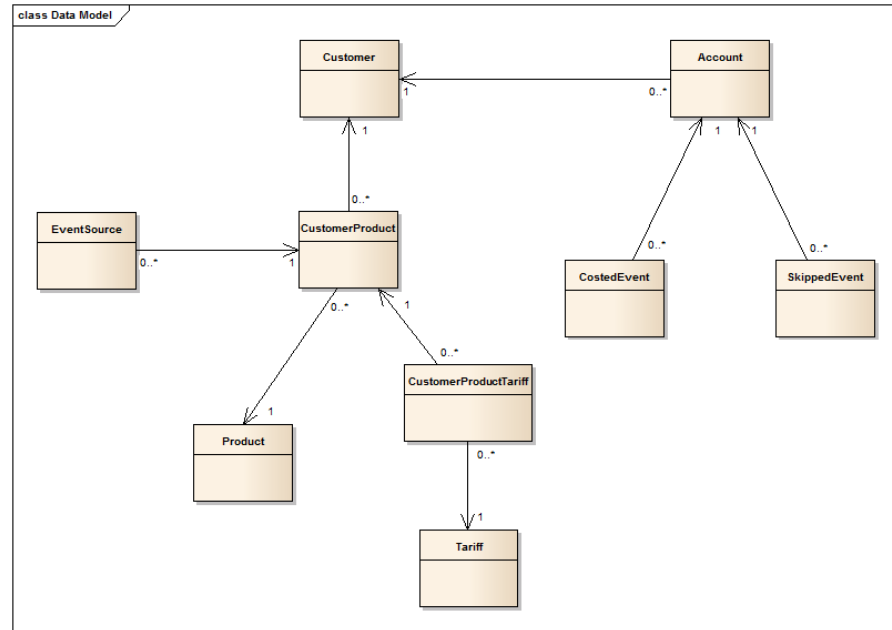 class Data Model
Customer
Account
1
0..*
1
1
1
0..*
EventSource
CustomerProduct
0..*
1
0..*
0..*
CostedEvent
SkippedEvent
0..*
1
0..*
CustomerProductTariff
1
Product
0..*
1
Tariff